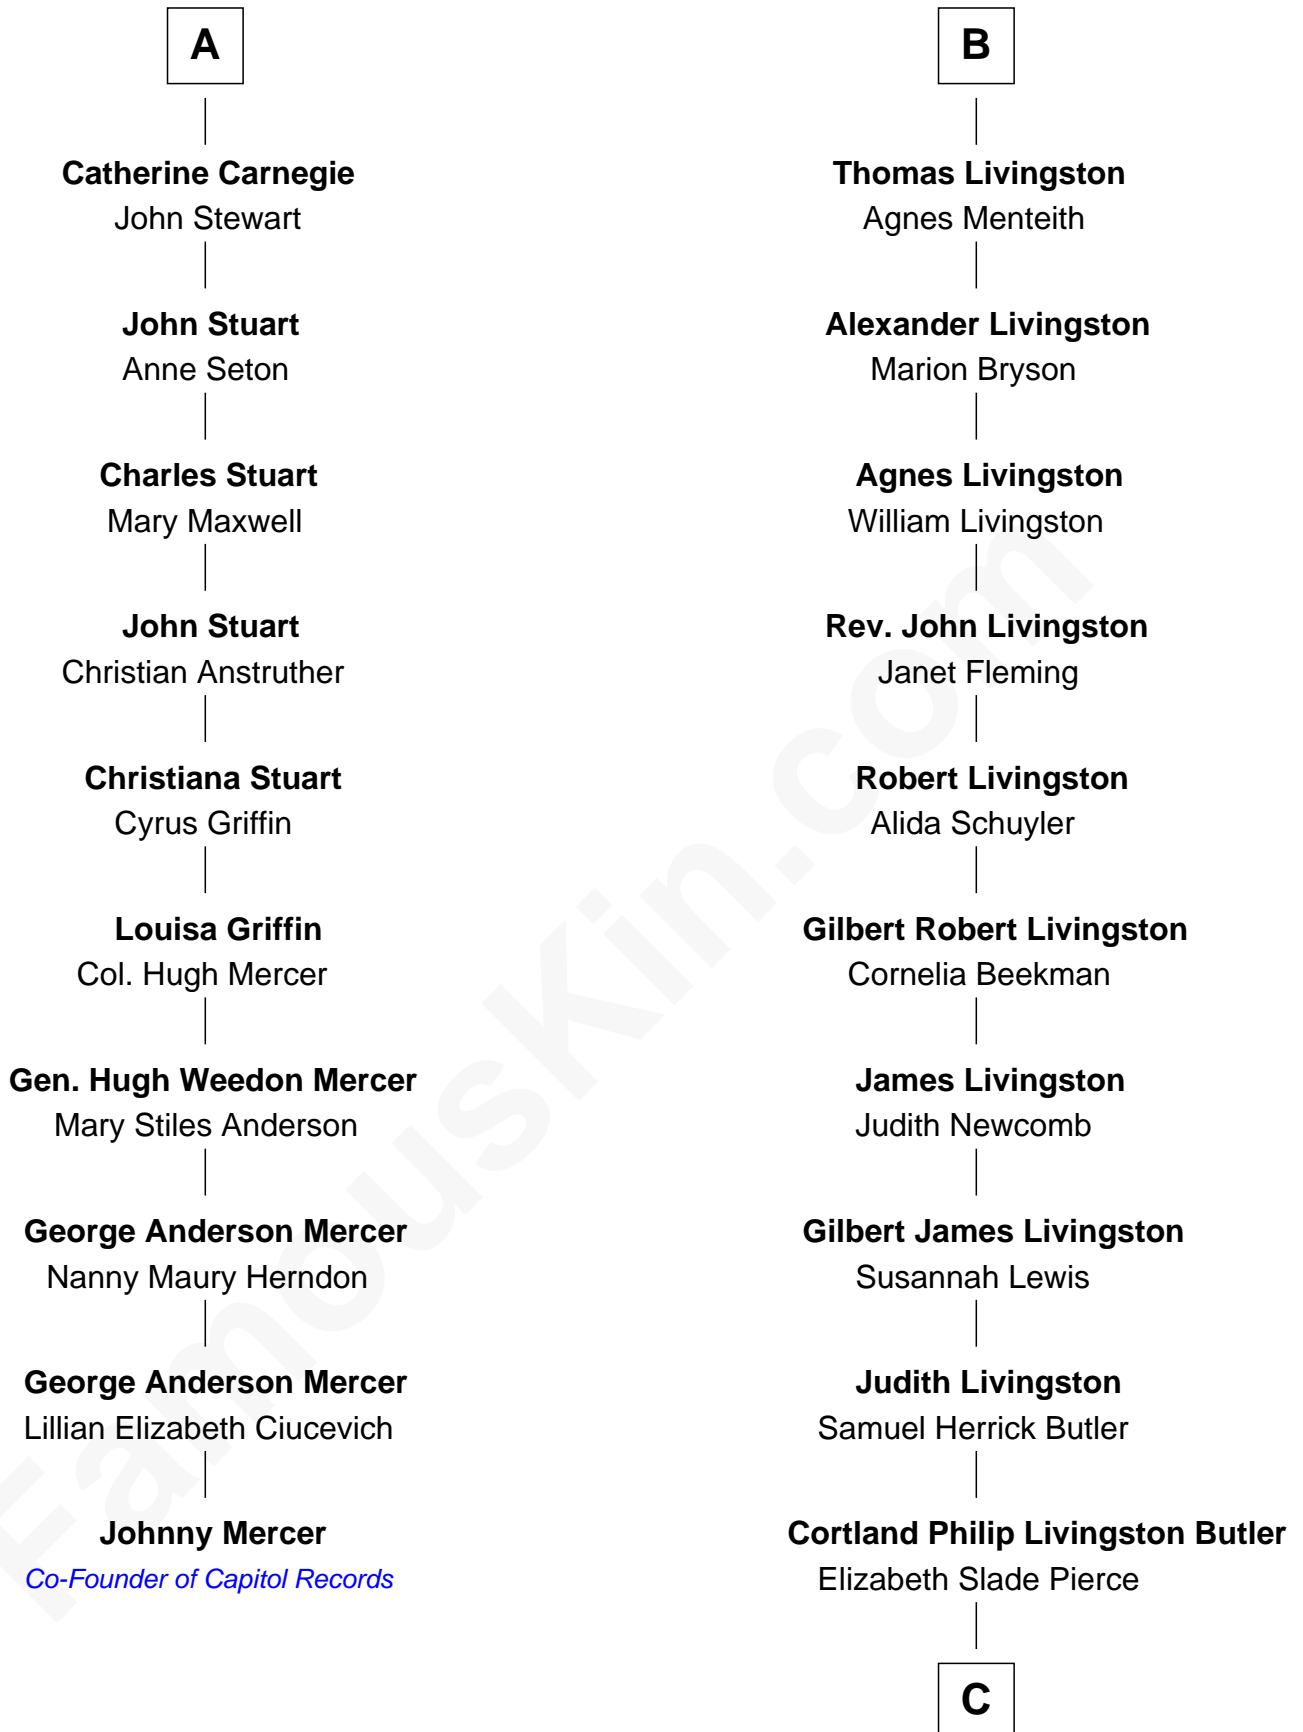 A
Catherine Carnegie
John Stewart
John Stuart
Anne Seton
Charles Stuart
Mary Maxwell
John Stuart
Christian Anstruther
Christiana Stuart
Cyrus Griffin
Louisa Griffin
Col. Hugh Mercer
Gen. Hugh Weedon Mercer
Mary Stiles Anderson
George Anderson Mercer
Nanny Maury Herndon
George Anderson Mercer
Lillian Elizabeth Ciucevich
Johnny Mercer
Co-Founder of Capitol Records
B
Thomas Livingston
Agnes Menteith
Alexander Livingston
Marion Bryson
Agnes Livingston
William Livingston
Rev. John Livingston
Janet Fleming
Robert Livingston
Alida Schuyler
Gilbert Robert Livingston
Cornelia Beekman
James Livingston
Judith Newcomb
Gilbert James Livingston
Susannah Lewis
Judith Livingston
Samuel Herrick Butler
Cortland Philip Livingston Butler
Elizabeth Slade Pierce
C
FamousKin.com